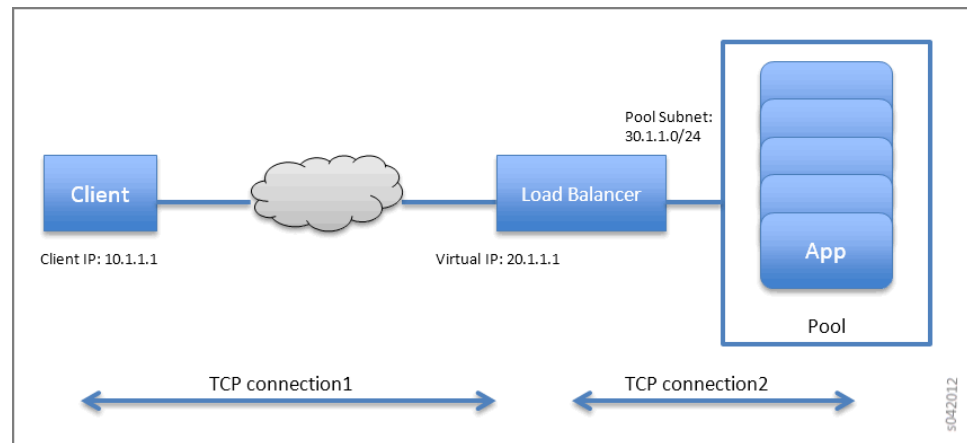 Pool Subnet:
30.1.1.0/24
Client
Load Balancer
App
Client IP: 10.1.1.1
Virtual IP: 20.1.1.1
Pool
TCP connection1
TCP connection2
s042012